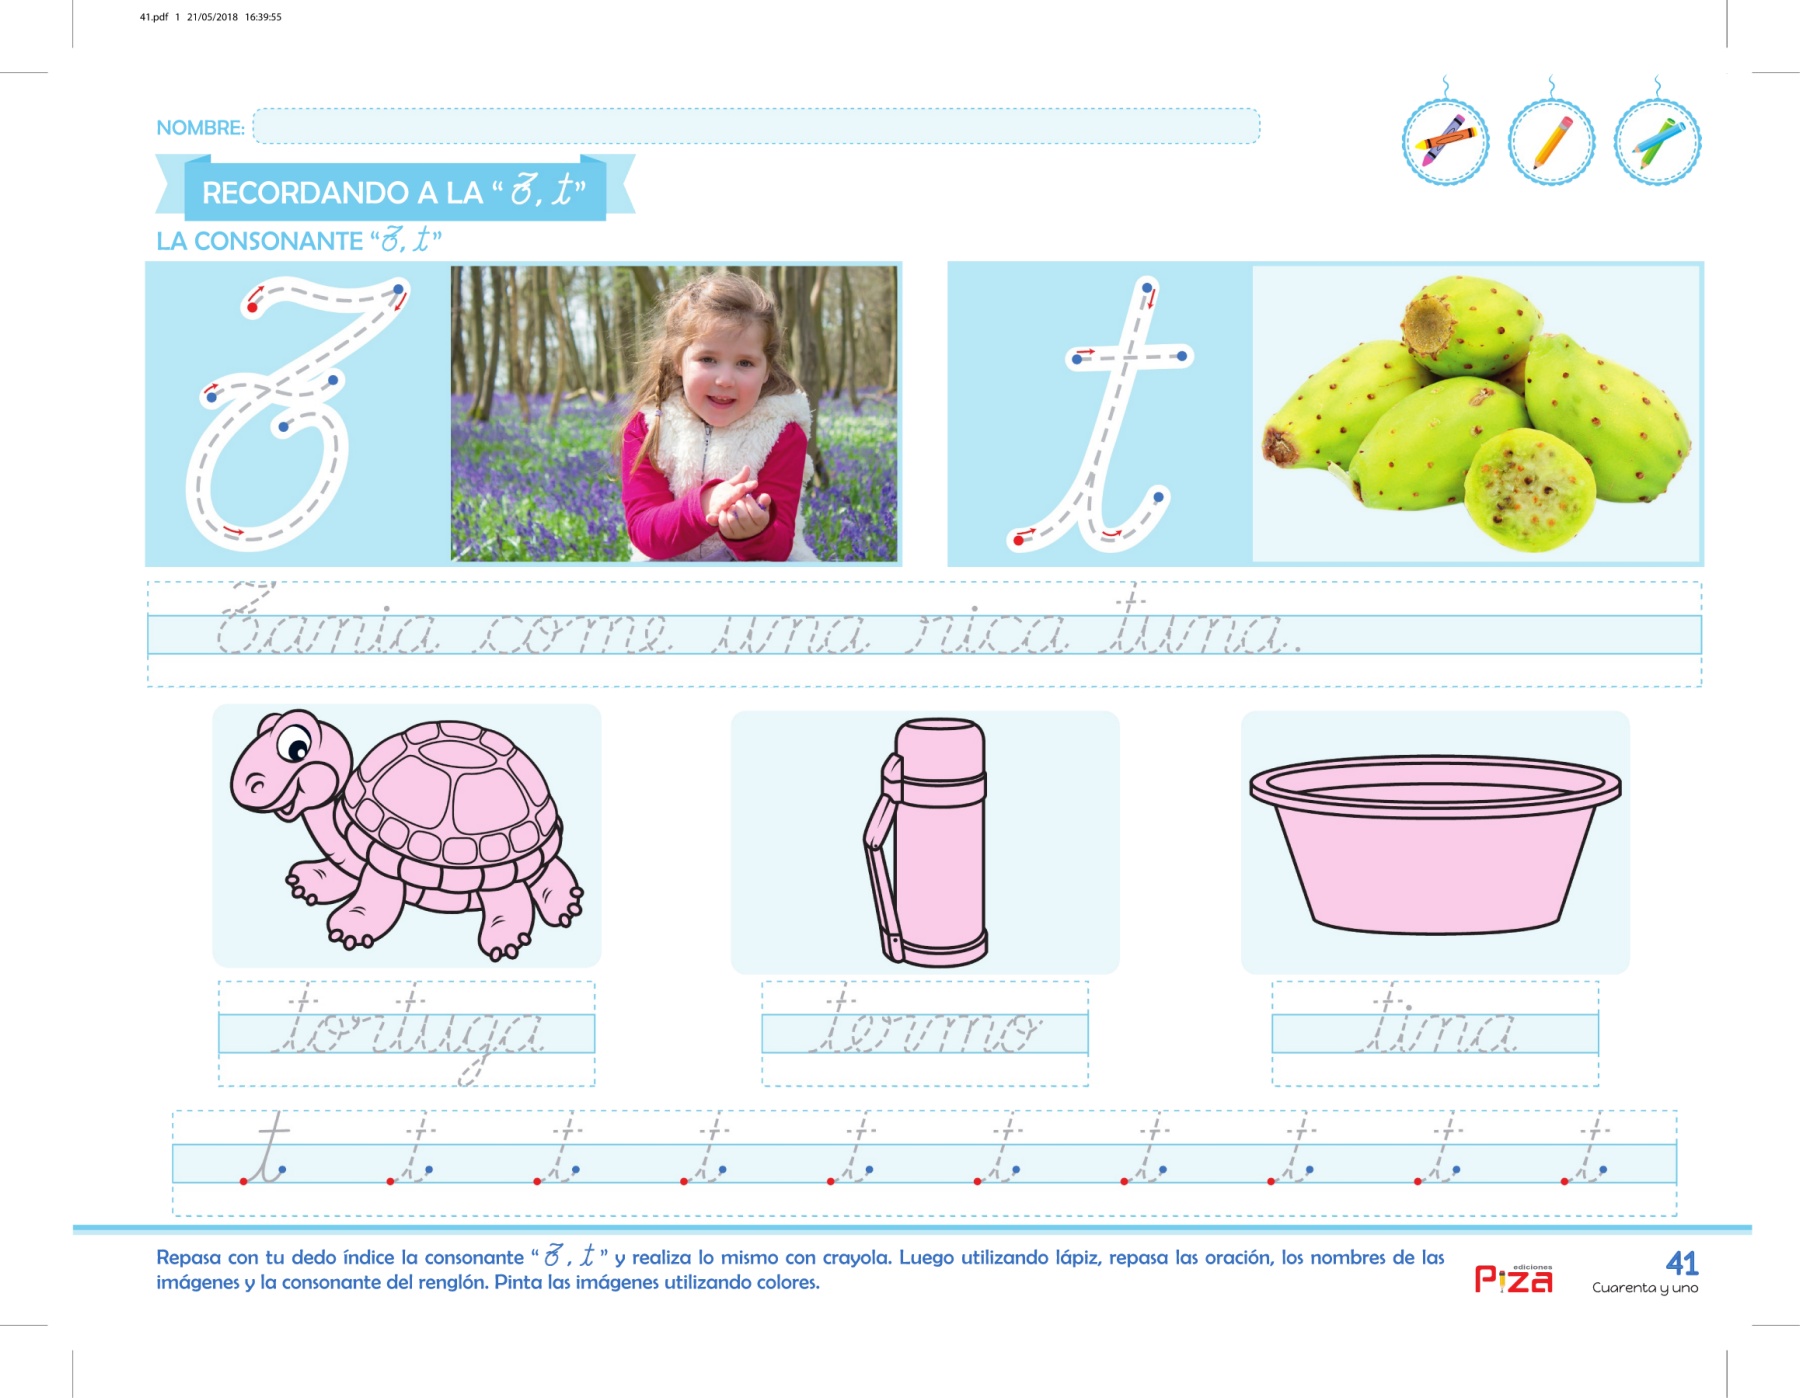 41.pdf 1 21/05/2018 16:39:55
NOMBRE:
RECORDANDO A LA “ T, t”
LA CONSONANTE “T, t”
T
t
Tania come una rica tuna.
tortuga termo tina
t t t t t t t t t t
Repasa con tu dedo índice la consonante “ T , t ” y realiza lo mismo con crayola. Luego utilizando lápiz, repasa las oración, los nombres de las
imágenes y la consonante del renglón. Pinta las imágenes utilizando colores.
ediciones
Piza
41
Cuarenta y uno